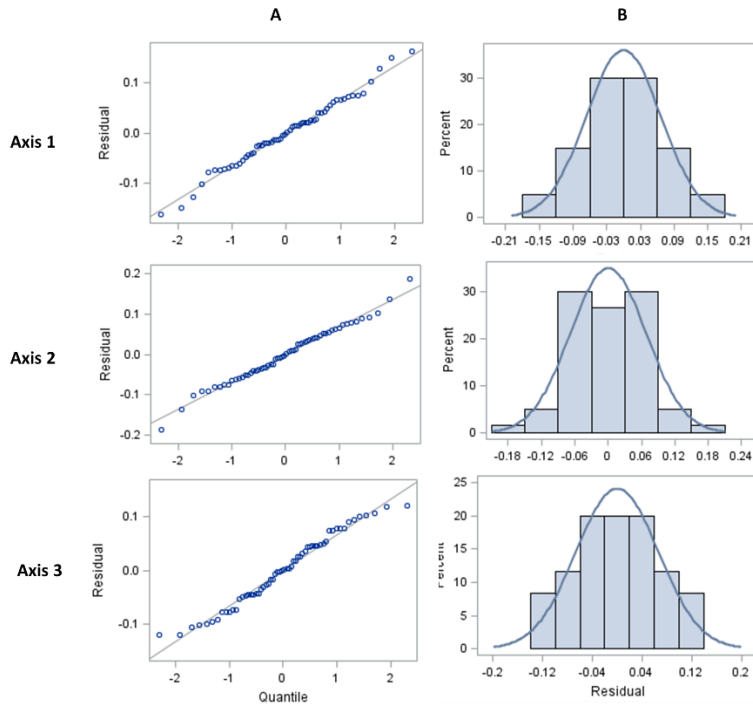 A
B
Axis 1
Residual
0.1
0.0
-0.1
-2 -1 0 1 2
Percent
30
20
10
0
-0.21 -0.15 -0.09 -0.03 0.03 0.09 0.15 0.21
Axis 2
Residual
0.2
0.1
0.0
-0.1
-0.2
-2 -1 0 1 2
Percent
30
20
10
0
-0.18 -0.12 -0.06 0 0.06 0.12 0.18 0.24
Axis 3
Residual
0.1
0.0
-0.1
-2 -1 0 1 2
Quantile
Percent
25
20
15
10
5
0
-0.2 -0.12 -0.04 0.04 0.12 0.2
Residual